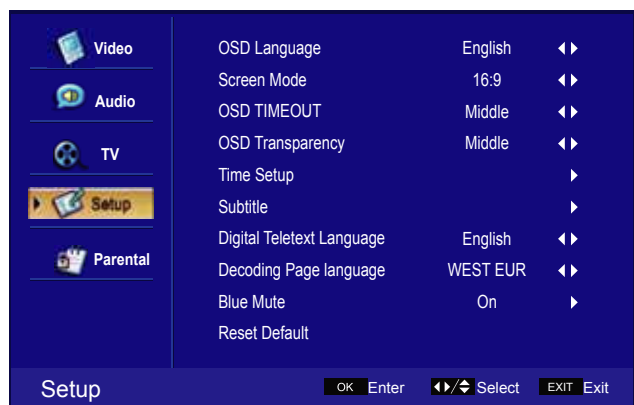 Video
Audio
TV
Setup
Parental
OSD Language English
Screen Mode 16:9
OSD TIMEOUT Middle
OSD Transparency Middle
Time Setup
Subtitle
Digital Teletext Language English
Decoding Page language WEST EUR
Blue Mute On
Reset Default
Setup OK Enter Select EXIT Exit